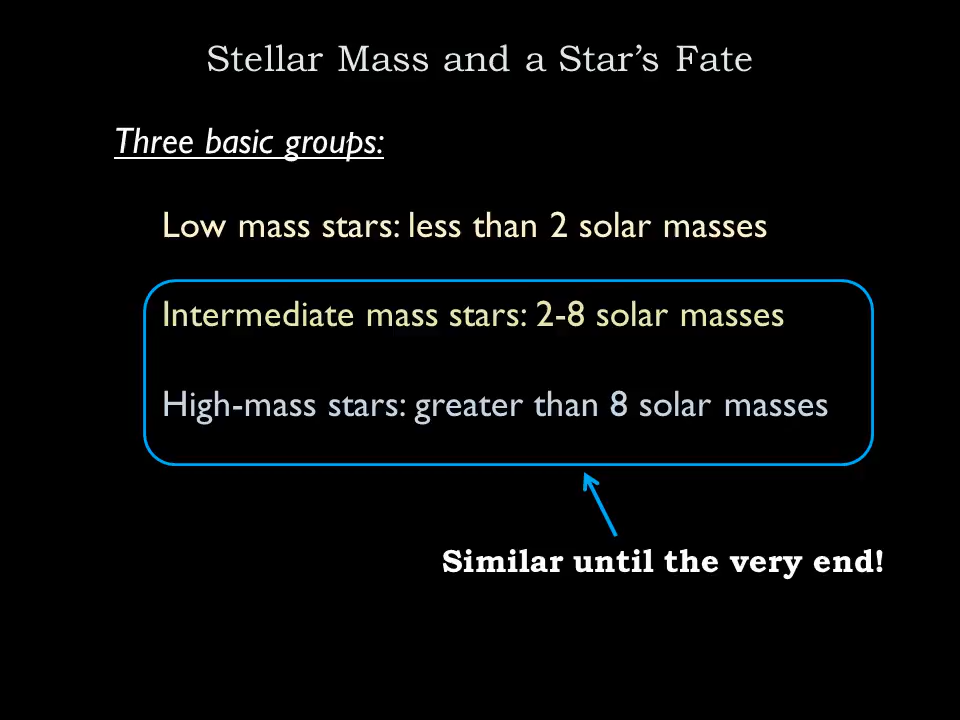 Stellar Mass and a Star’s Fate
Three basic groups:
Low mass stars: less than 2 solar masses
Intermediate mass stars: 2-8 solar masses
High-mass stars: greater than 8 solar masses
Similar until the very end!